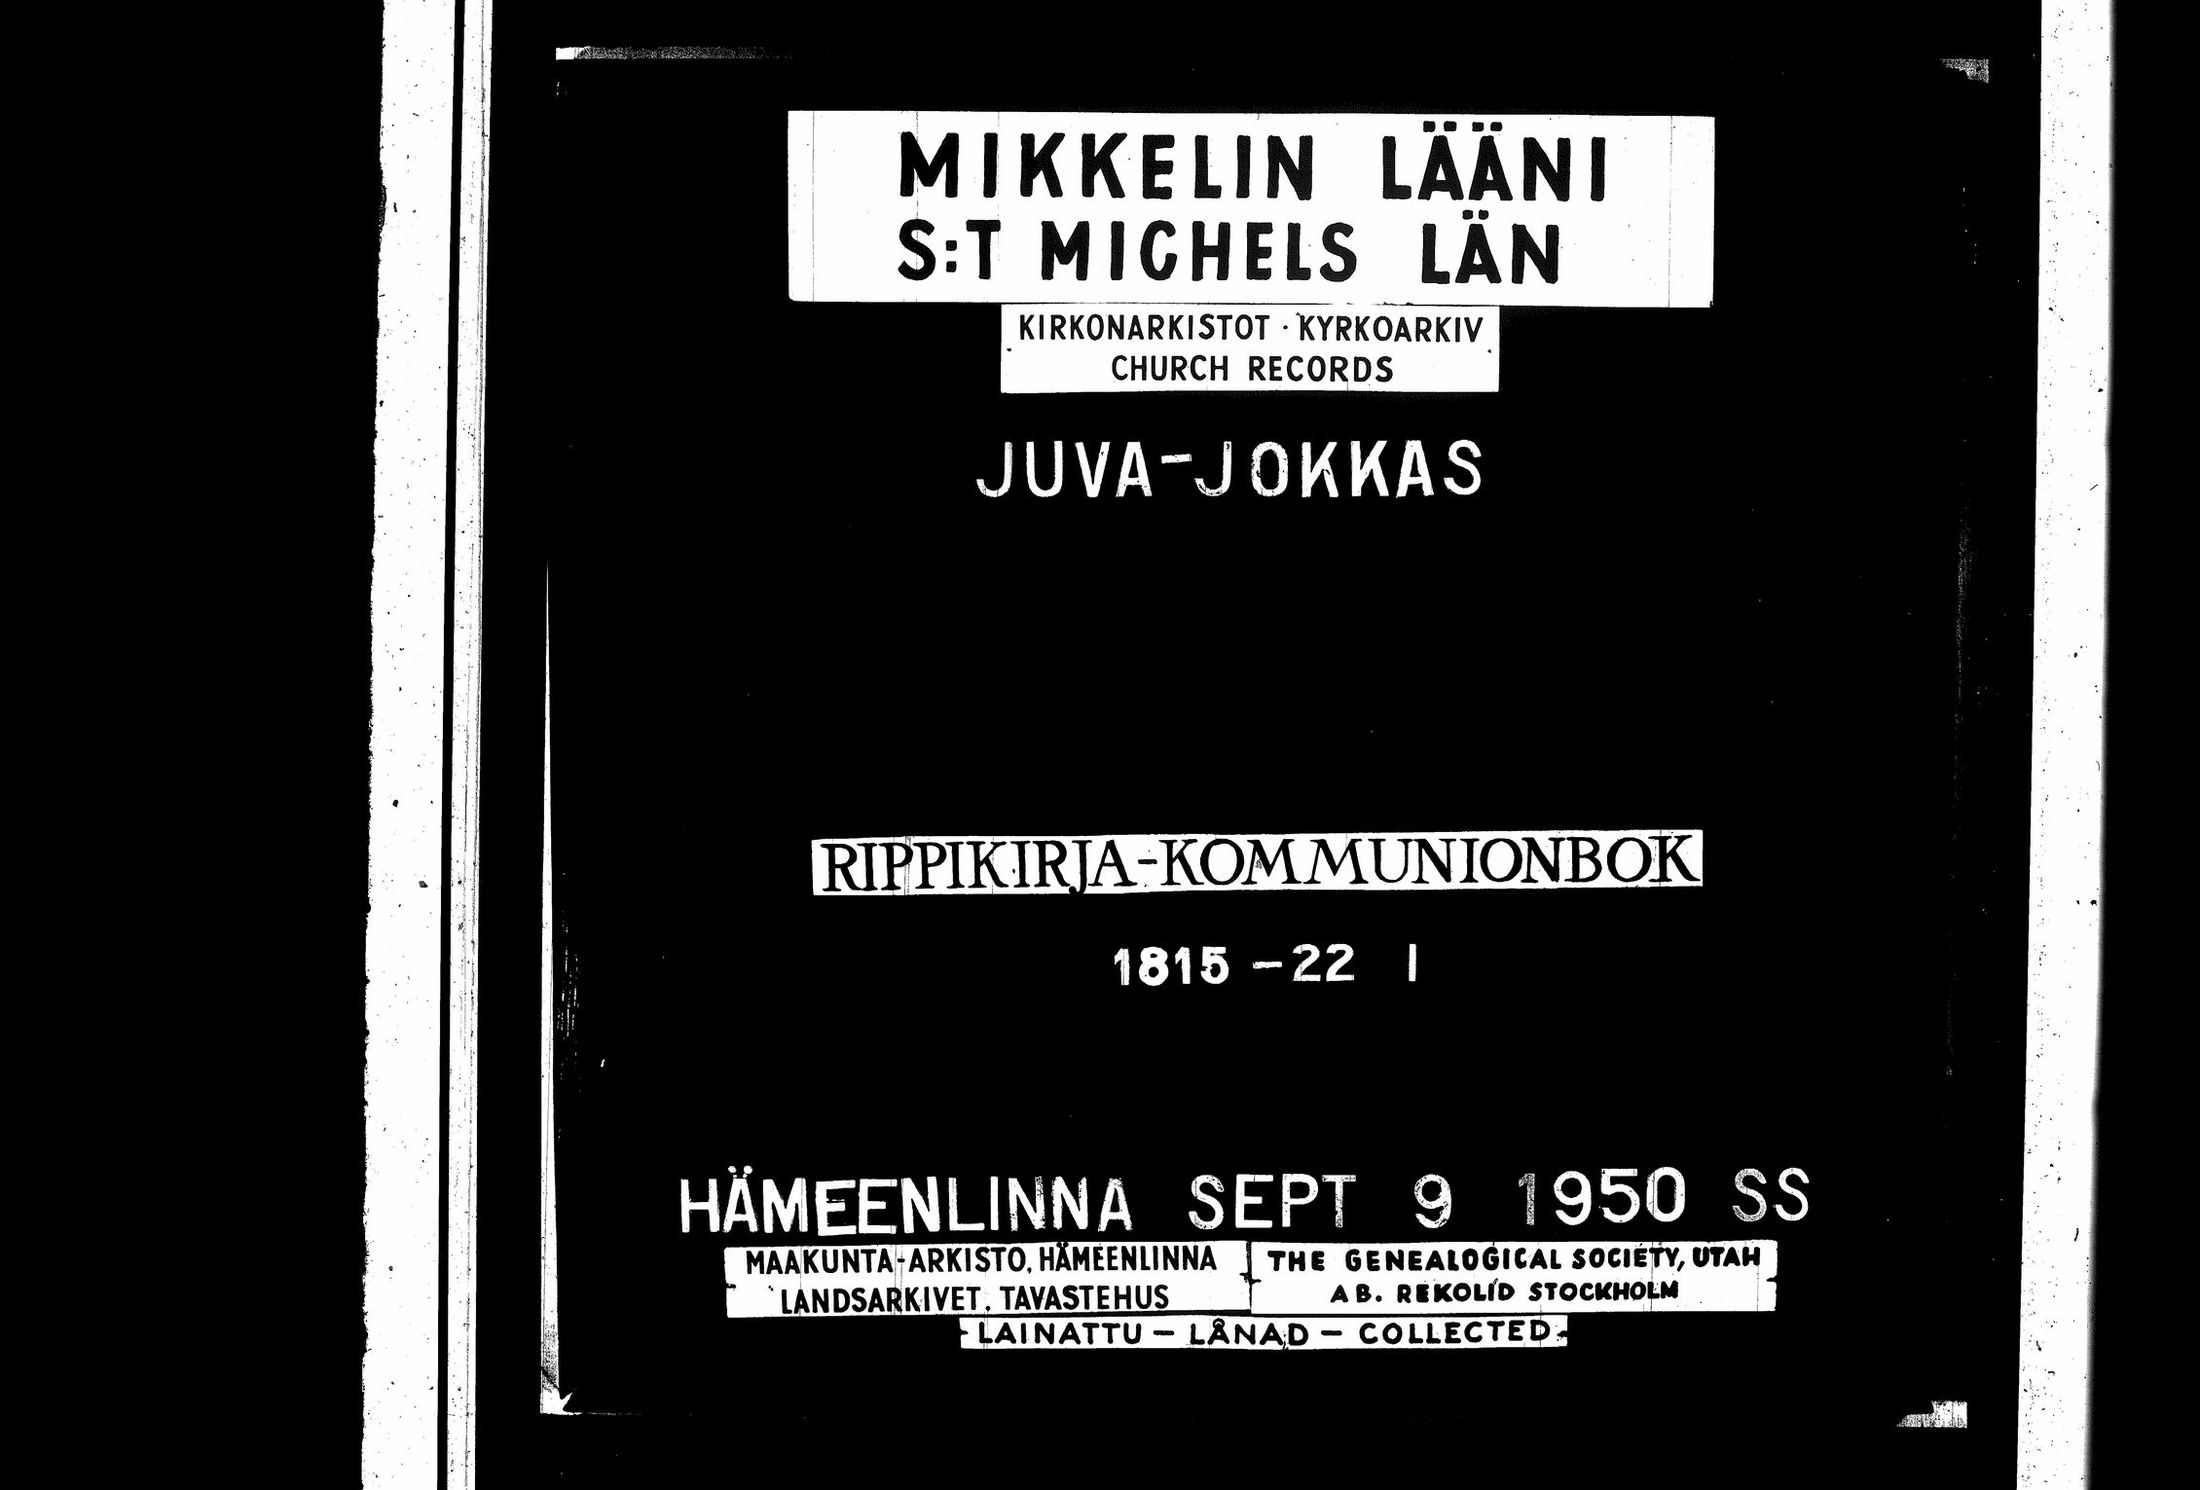 MIKKELIN LÄÄNI
S:T MICHELS LÄN
KIRKONARKISTOT · KYRKOARKIV
CHURCH RECORDS
JUVA-JOKKAS
RIPPIKIRJA-KOMMUNIONBOK
1815-22 I
HÄMEENLINNA SEPT 9 1950 SS
MAAKUNTA-ARKISTO, HÄMEENLINNA
LANDSARKIVET, TAVASTEHUS
THE GENEALOGICAL SOCIETY, UTAH
AB. REKOLID STOCKHOLM
LAINATTU - LÅNAD - COLLECTED